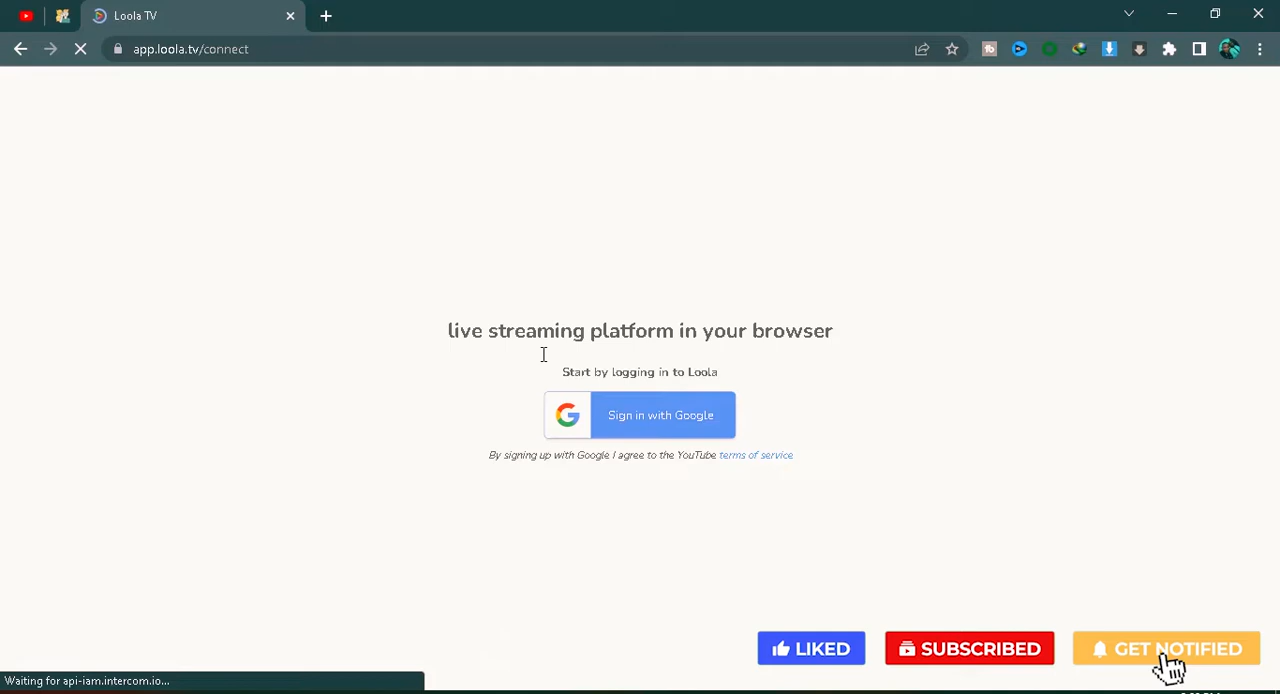 Loola TV
app.loola.tv/connect
live streaming platform in your browser
Start by logging in to Loola
Sign in with Google
By signing up with Google I agree to the YouTube terms of service
LIKED
SUBSCRIBED
GET NOTIFIED
Waiting for api-iam.intercom.io...